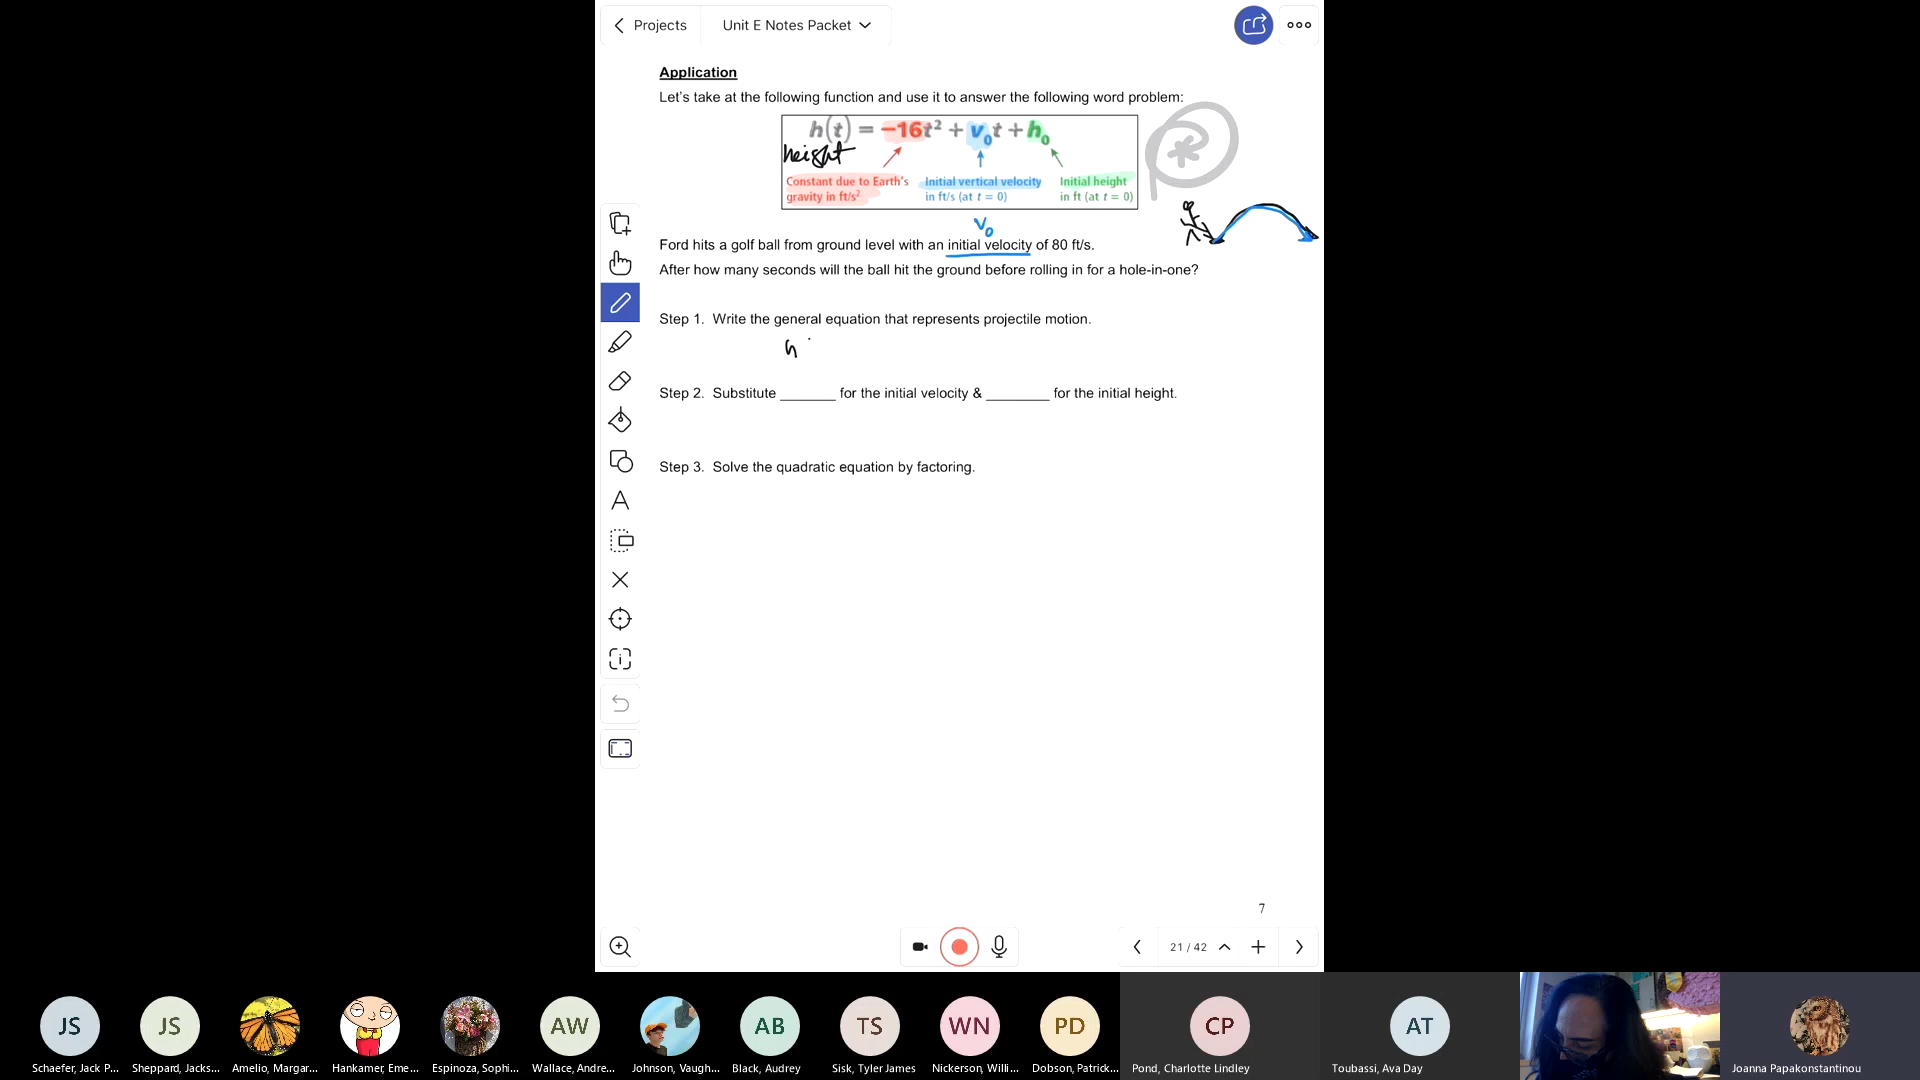 Projects
Unit E Notes Packet
Application
Let's take at the following function and use it to answer the following word problem:
h(t) = −16t² + v₀t + h₀
height
Constant due to Earth's Initial vertical velocity Initial height
gravity in ft/s² in ft/s (at t = 0) in ft (at t = 0)
v₀
Ford hits a golf ball from ground level with an initial velocity of 80 ft/s.
After how many seconds will the ball hit the ground before rolling in for a hole-in-one?
Step 1. Write the general equation that represents projectile motion.
h
Step 2. Substitute _______ for the initial velocity & ________ for the initial height.
Step 3. Solve the quadratic equation by factoring.
7
21 / 42
JS JS AW AB TS WN PD CP AT
Schaefer, Jack P... Sheppard, Jacks... Amelio, Margar... Hankamer, Eme... Espinoza, Sophi... Wallace, Andre... Johnson, Vaugh... Black, Audrey Sisk, Tyler James Nickerson, Willi... Dobson, Patrick... Pond, Charlotte Lindley Toubassi, Ava Day Joanna Papakonstantinou